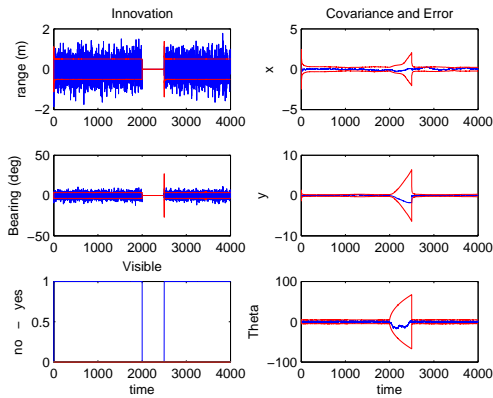 Innovation
range (m)
2
0
−2
0 1000 2000 3000 4000
Covariance and Error
x
5
0
−5
0 1000 2000 3000 4000
Bearing (deg)
50
0
−50
0 1000 2000 3000 4000
y
10
0
−10
0 1000 2000 3000 4000
Visible
no − yes
1
0.5
0
0 1000 2000 3000 4000
time
Theta
100
0
−100
0 1000 2000 3000 4000
time